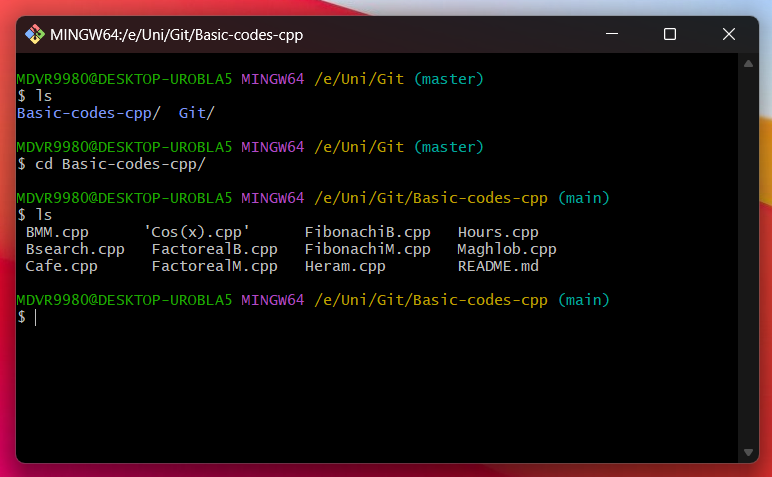 MINGW64:/e/Uni/Git/Basic-codes-cpp
MDVR9980@DESKTOP-UROBLA5 MINGW64 /e/Uni/Git (master)
$ ls
Basic-codes-cpp/  Git/
MDVR9980@DESKTOP-UROBLA5 MINGW64 /e/Uni/Git (master)
$ cd Basic-codes-cpp/
MDVR9980@DESKTOP-UROBLA5 MINGW64 /e/Uni/Git/Basic-codes-cpp (main)
$ ls
BMM.cpp      'Cos(x).cpp'      FibonachiB.cpp   Hours.cpp
Bsearch.cpp   FactorealB.cpp   FibonachiM.cpp   Maghlob.cpp
Cafe.cpp      FactorealM.cpp   Heram.cpp        README.md
MDVR9980@DESKTOP-UROBLA5 MINGW64 /e/Uni/Git/Basic-codes-cpp (main)
$